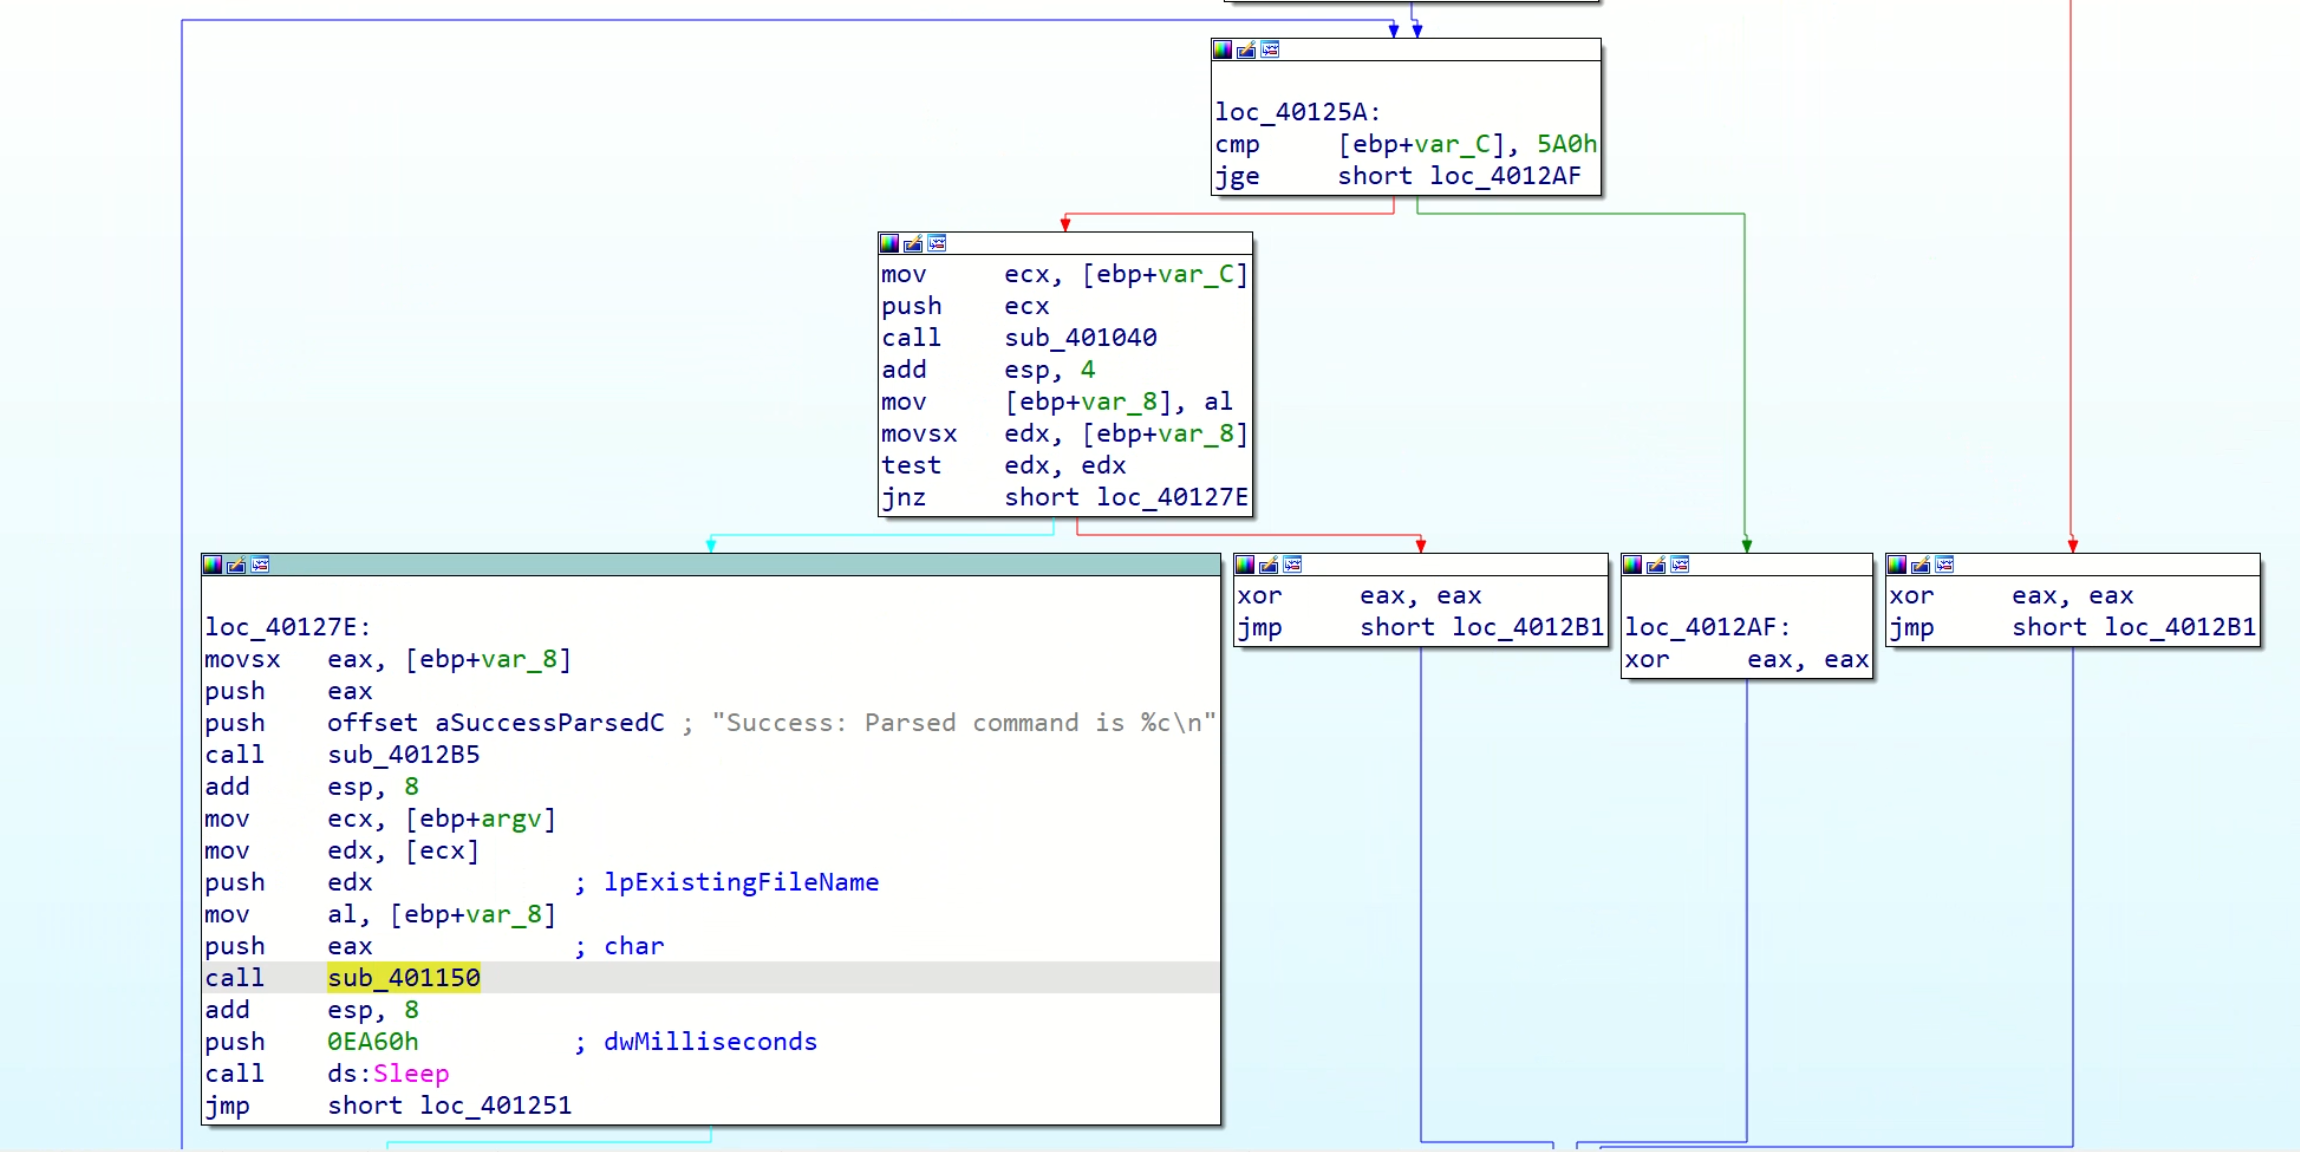 loc_40125A:
cmp [ebp+var_C], 5A0h
jge short loc_4012AF
mov ecx, [ebp+var_C]
push ecx
call sub_401040
add esp, 4
mov [ebp+var_8], al
movsx edx, [ebp+var_8]
test edx, edx
jnz short loc_40127E
loc_40127E:
movsx eax, [ebp+var_8]
push eax
push offset aSuccessParsedC ; "Success: Parsed command is %c\n"
call sub_4012B5
add esp, 8
mov ecx, [ebp+argv]
mov edx, [ecx]
push edx ; lpExistingFileName
mov al, [ebp+var_8]
push eax ; char
call sub_401150
add esp, 8
push 0EA60h ; dwMilliseconds
call ds:Sleep
jmp short loc_401251
xor eax, eax
jmp short loc_4012B1
loc_4012AF:
xor eax, eax
xor eax, eax
jmp short loc_4012B1